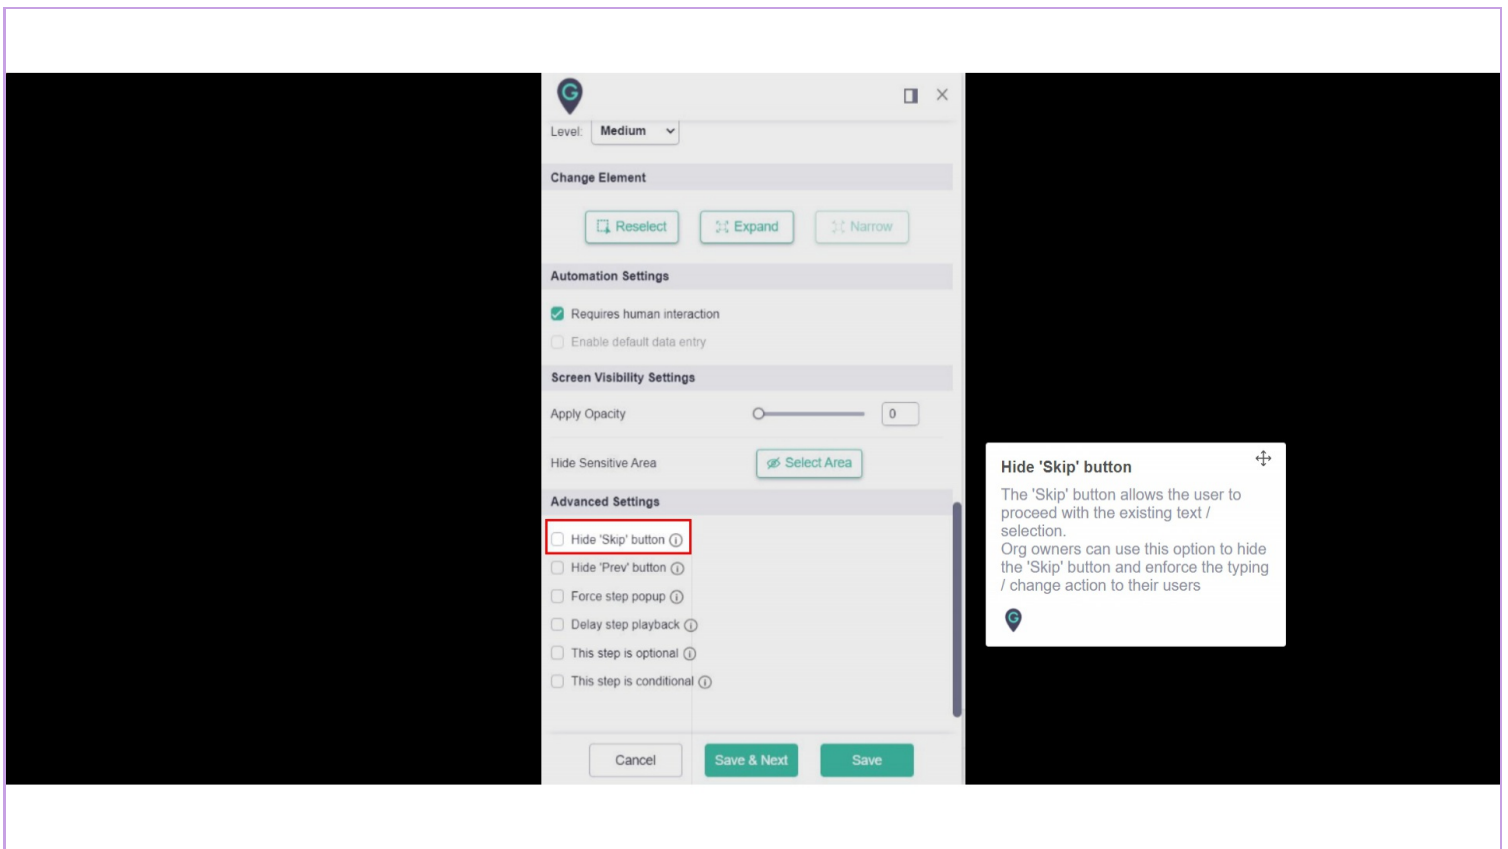 G
Level: Medium
Change Element
Reselect Expand Narrow
Automation Settings
Requires human interaction
Enable default data entry
Screen Visibility Settings
Apply Opacity 0
Hide Sensitive Area Select Area
Advanced Settings
Hide 'Skip' button
Hide 'Prev' button
Force step popup
Delay step playback
This step is optional
This step is conditional
Cancel Save & Next Save
Hide 'Skip' button
The 'Skip' button allows the user to
proceed with the existing text /
selection.
Org owners can use this option to hide
the 'Skip' button and enforce the typing
/ change action to their users
G